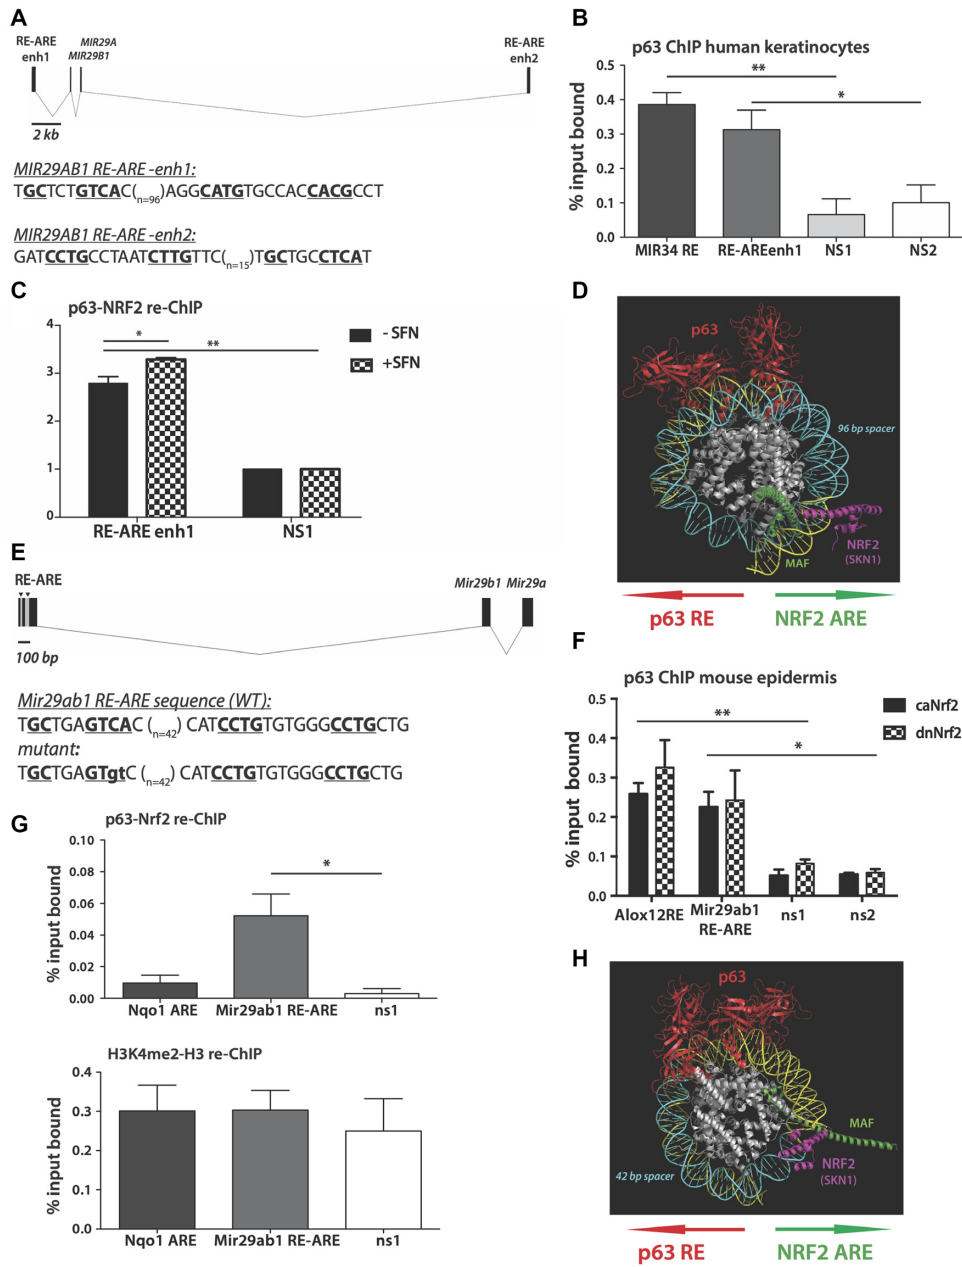 A
RE-ARE
enh1
MIR29A
MIR29B1
RE-ARE
enh2
2 kb
MIR29AB1 RE-ARE -enh1:
TGCTCTGTCAC(n=96)AGGCATGTGCCACCACGCCT
MIR29AB1 RE-ARE -enh2:
GATCCTGCCTAATCTTGTTC(n=15)TGCTGCCTCAT
B
p63 ChIP human keratinocytes
% input bound
0.5
0.4
0.3
0.2
0.1
0.0
**
*
MIR34 RE
RE-AREenh1
NS1
NS2
C
p63-NRF2 re-ChIP
4
3
2
1
0
*
**
- SFN
+SFN
RE-ARE enh1
NS1
D
p63
96 bp spacer
NRF2
(SKN1)
MAF
p63 RE
NRF2 ARE
E
RE-ARE
Mir29b1
Mir29a
100 bp
Mir29ab1 RE-ARE sequence (WT):
TGCTGAGTCAC (n=42) CATCCTGTGTGGGCCTGCTG
mutant:
TGCTGAGTgtC (n=42) CATCCTGTGTGGGCCTGCTG
F
p63 ChIP mouse epidermis
% input bound
0.5
0.4
0.3
0.2
0.1
0.0
**
*
caNrf2
dnNrf2
Alox12RE
Mir29ab1
RE-ARE
ns1
ns2
G
p63-Nrf2 re-ChIP
% input bound
0.10
0.08
0.06
0.04
0.02
0.00
*
Nqo1 ARE
Mir29ab1 RE-ARE
ns1
H3K4me2-H3 re-ChIP
% input bound
0.4
0.3
0.2
0.1
0.0
Nqo1 ARE
Mir29ab1 RE-ARE
ns1
H
p63
MAF
NRF2
(SKN1)
42 bp spacer
p63 RE
NRF2 ARE